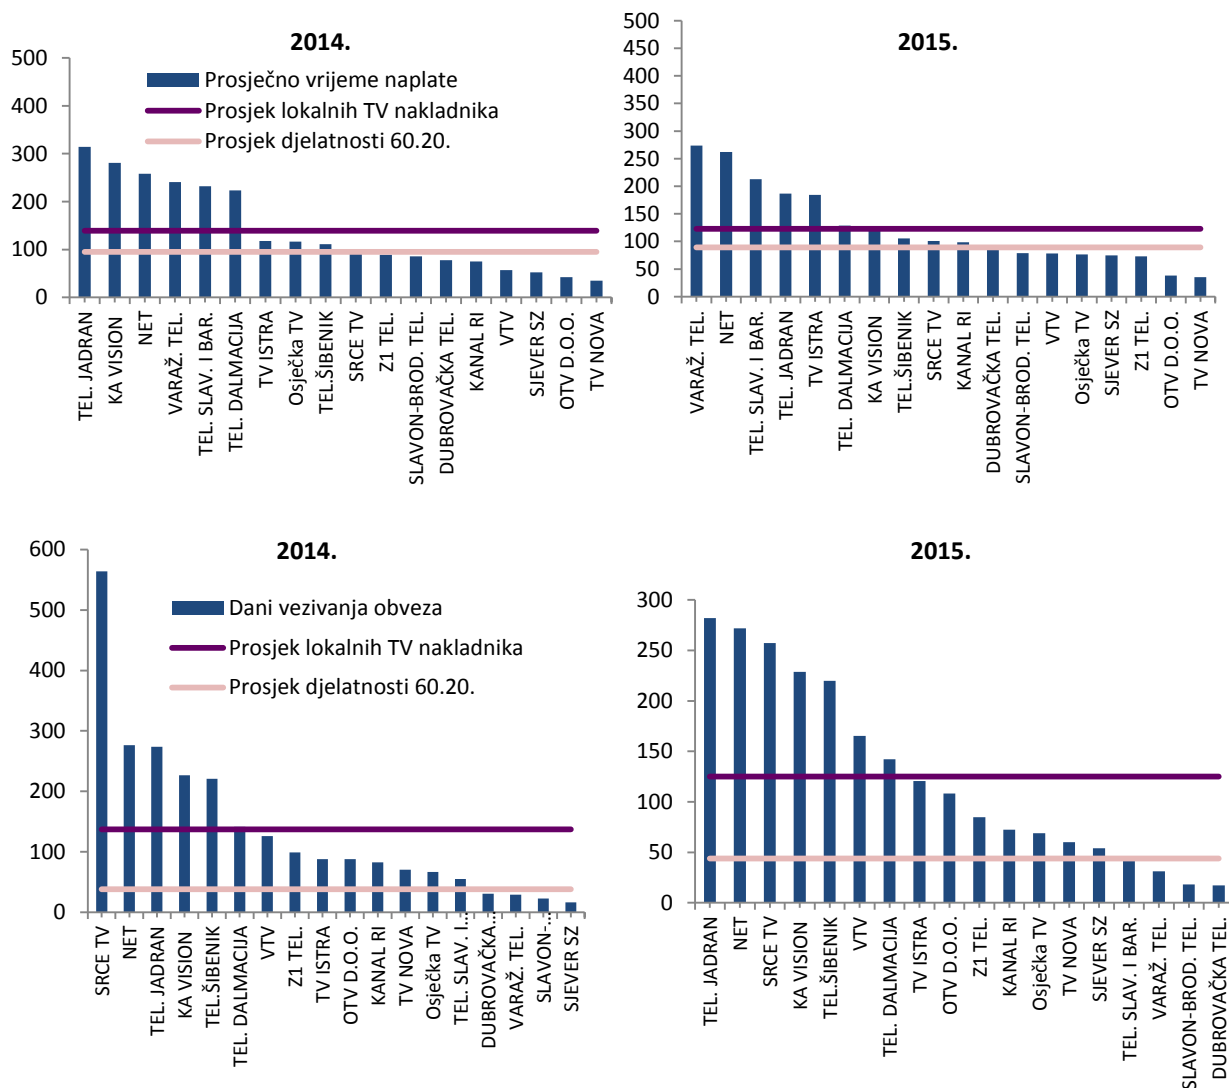 2014.
500
400
300
200
100
0
Prosječno vrijeme naplate
Prosjek lokalnih TV nakladnika
Prosjek djelatnosti 60.20.
TEL. JADRAN
KA VISION
NET
VARAŽ. TEL.
TEL. SLAV. I BAR.
TEL. DALMACIJA
TV ISTRA
Osječka TV
TEL.ŠIBENIK
SRCE TV
Z1 TEL.
SLAVON-BROD. TEL.
DUBROVAČKA TEL.
KANAL RI
VTV
SJEVER SZ
OTV D.O.O.
TV NOVA
2015.
500
450
400
350
300
250
200
150
100
50
0
VARAŽ. TEL.
NET
TEL. SLAV. I BAR.
TEL. JADRAN
TV ISTRA
TEL. DALMACIJA
KA VISION
TEL.ŠIBENIK
SRCE TV
KANAL RI
DUBROVAČKA TEL.
SLAVON-BROD. TEL.
VTV
Osječka TV
SJEVER SZ
Z1 TEL.
OTV D.O.O.
TV NOVA
2014.
600
500
400
300
200
100
0
Dani vezivanja obveza
Prosjek lokalnih TV nakladnika
Prosjek djelatnosti 60.20.
SRCE TV
NET
TEL. JADRAN
KA VISION
TEL.ŠIBENIK
TEL. DALMACIJA
VTV
Z1 TEL.
TV ISTRA
OTV D.O.O.
KANAL RI
TV NOVA
Osječka TV
TEL. SLAV. I...
DUBROVAČKA...
VARAŽ. TEL.
SLAVON-...
SJEVER SZ
2015.
300
250
200
150
100
50
0
TEL. JADRAN
NET
SRCE TV
KA VISION
TEL.ŠIBENIK
VTV
TEL. DALMACIJA
TV ISTRA
OTV D.O.O.
Z1 TEL.
KANAL RI
Osječka TV
TV NOVA
SJEVER SZ
TEL. SLAV. I BAR.
VARAŽ. TEL.
SLAVON-BROD. TEL.
DUBROVAČKA TEL.